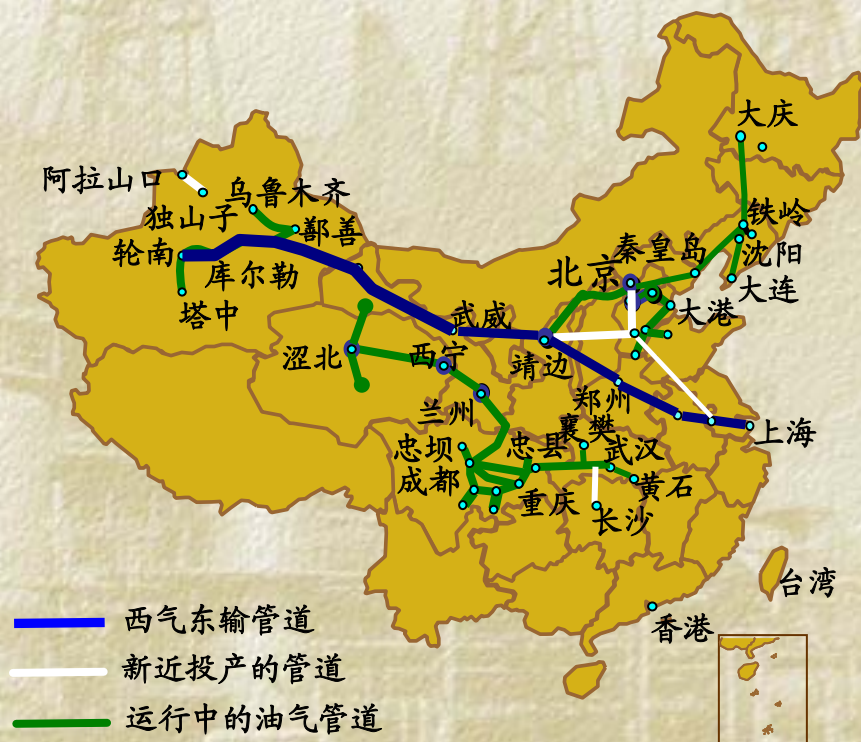 大庆
阿拉山口
乌鲁木齐
独山子
鄯善
铁岭
轮南
库尔勒
秦皇岛
沈阳
北京
大连
塔中
武威
大港
涩北
西宁
靖边
兰州
郑州
上海
襄樊
忠坝
忠县
武汉
成都
重庆
黄石
长沙
台湾
西气东输管道
香港
新近投产的管道
运行中的油气管道